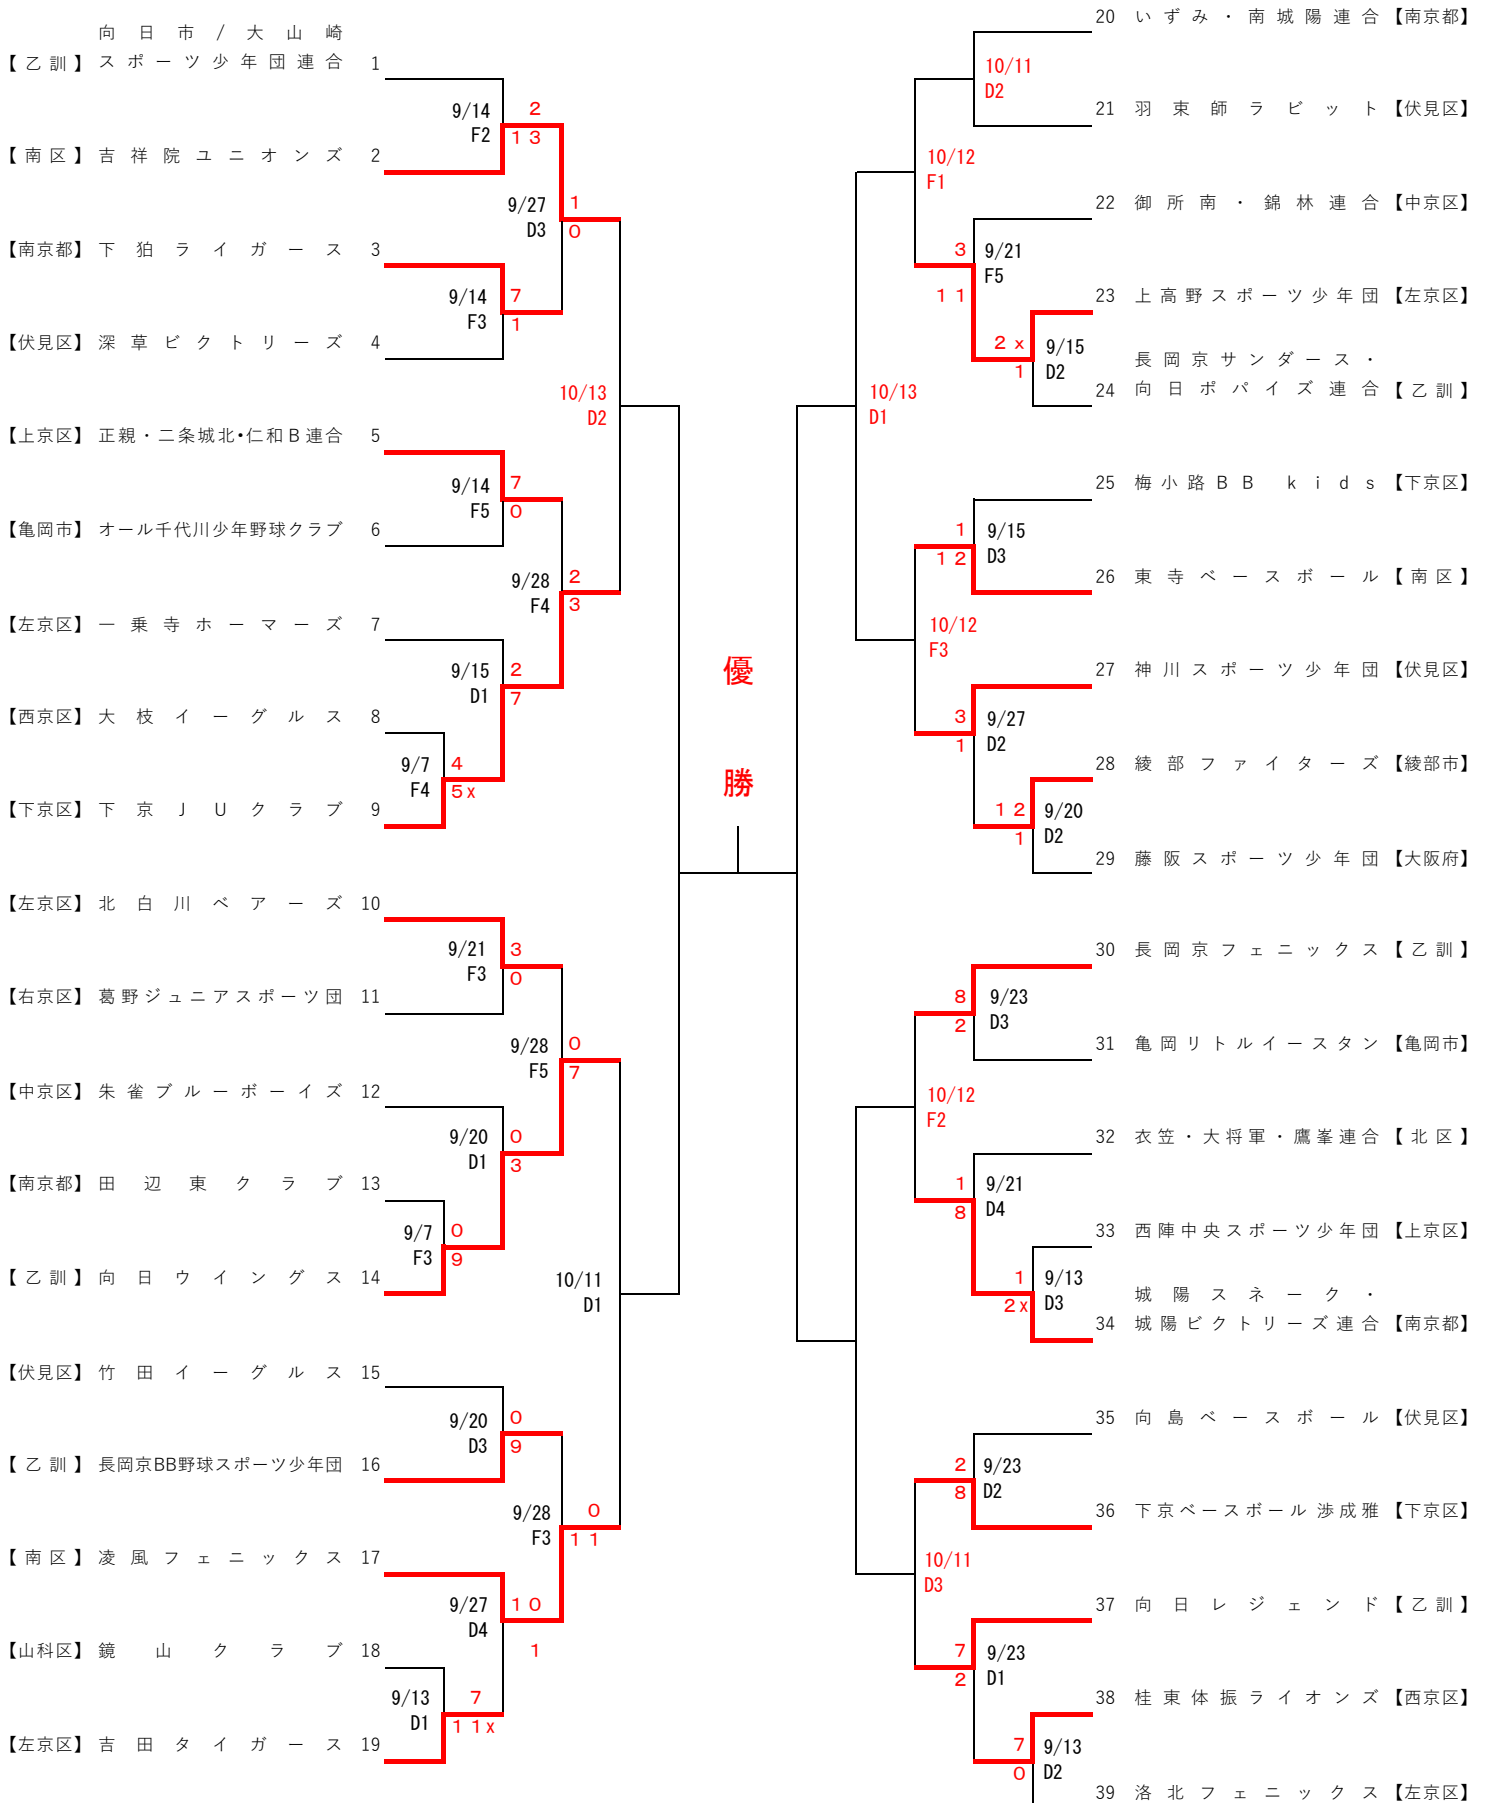 向日市/大山崎
【乙訓】スポーツ少年団連合 1
9/14
F2
2
13
【南区】吉祥院ユニオンズ 2
9/27
D3
1
0
【南京都】下狛ライガース 3
9/14
F3
7
1
【伏見区】深草ビクトリーズ 4
10/13
D2
【上京区】正親・二条城北•仁和B連合 5
9/14
F5
7
0
【亀岡市】オール千代川少年野球クラブ 6
9/28
F4
2
3
【左京区】一乗寺ホーマーズ 7
9/15
D1
2
7
【西京区】大枝イーグルス 8
9/7
F4
4
5x
【下京区】下京JUクラブ 9
【左京区】北白川ベアーズ 10
9/21
F3
3
0
【右京区】葛野ジュニアスポーツ団 11
9/28
F5
0
7
【中京区】朱雀ブルーボーイズ 12
9/20
D1
0
3
【南京都】田辺東クラブ 13
9/7
F3
0
9
【乙訓】向日ウイングス 14
10/11
D1
【伏見区】竹田イーグルス 15
9/20
D3
0
9
【乙訓】長岡京BB野球スポーツ少年団 16
9/28
F3
0
11
【南区】凌風フェニックス 17
9/27
D4
10
1
【山科区】鏡山クラブ 18
9/13
D1
7
11x
【左京区】吉田タイガース 19
優
勝
20 いずみ・南城陽連合【南京都】
10/11
D2
21 羽束師ラビット【伏見区】
10/12
F1
22 御所南・錦林連合【中京区】
3
11
9/21
F5
23 上高野スポーツ少年団【左京区】
2x
1
9/15
D2
長岡京サンダース・
24 向日ポパイズ連合【乙訓】
10/13
D1
25 梅小路BB kids【下京区】
1
12
9/15
D3
26 東寺ベースボール【南区】
10/12
F3
27 神川スポーツ少年団【伏見区】
3
1
9/27
D2
28 綾部ファイターズ【綾部市】
12
1
9/20
D2
29 藤阪スポーツ少年団【大阪府】
30 長岡京フェニックス【乙訓】
8
2
9/23
D3
31 亀岡リトルイースタン【亀岡市】
10/12
F2
32 衣笠・大将軍・鷹峯連合【北区】
1
8
9/21
D4
33 西陣中央スポーツ少年団【上京区】
1
2x
9/13
D3
城陽スネーク・
34 城陽ビクトリーズ連合【南京都】
35 向島ベースボール【伏見区】
2
8
9/23
D2
36 下京ベースボール渉成雅【下京区】
10/11
D3
37 向日レジェンド【乙訓】
7
2
9/23
D1
38 桂東体振ライオンズ【西京区】
7
0
9/13
D2
39 洛北フェニックス【左京区】